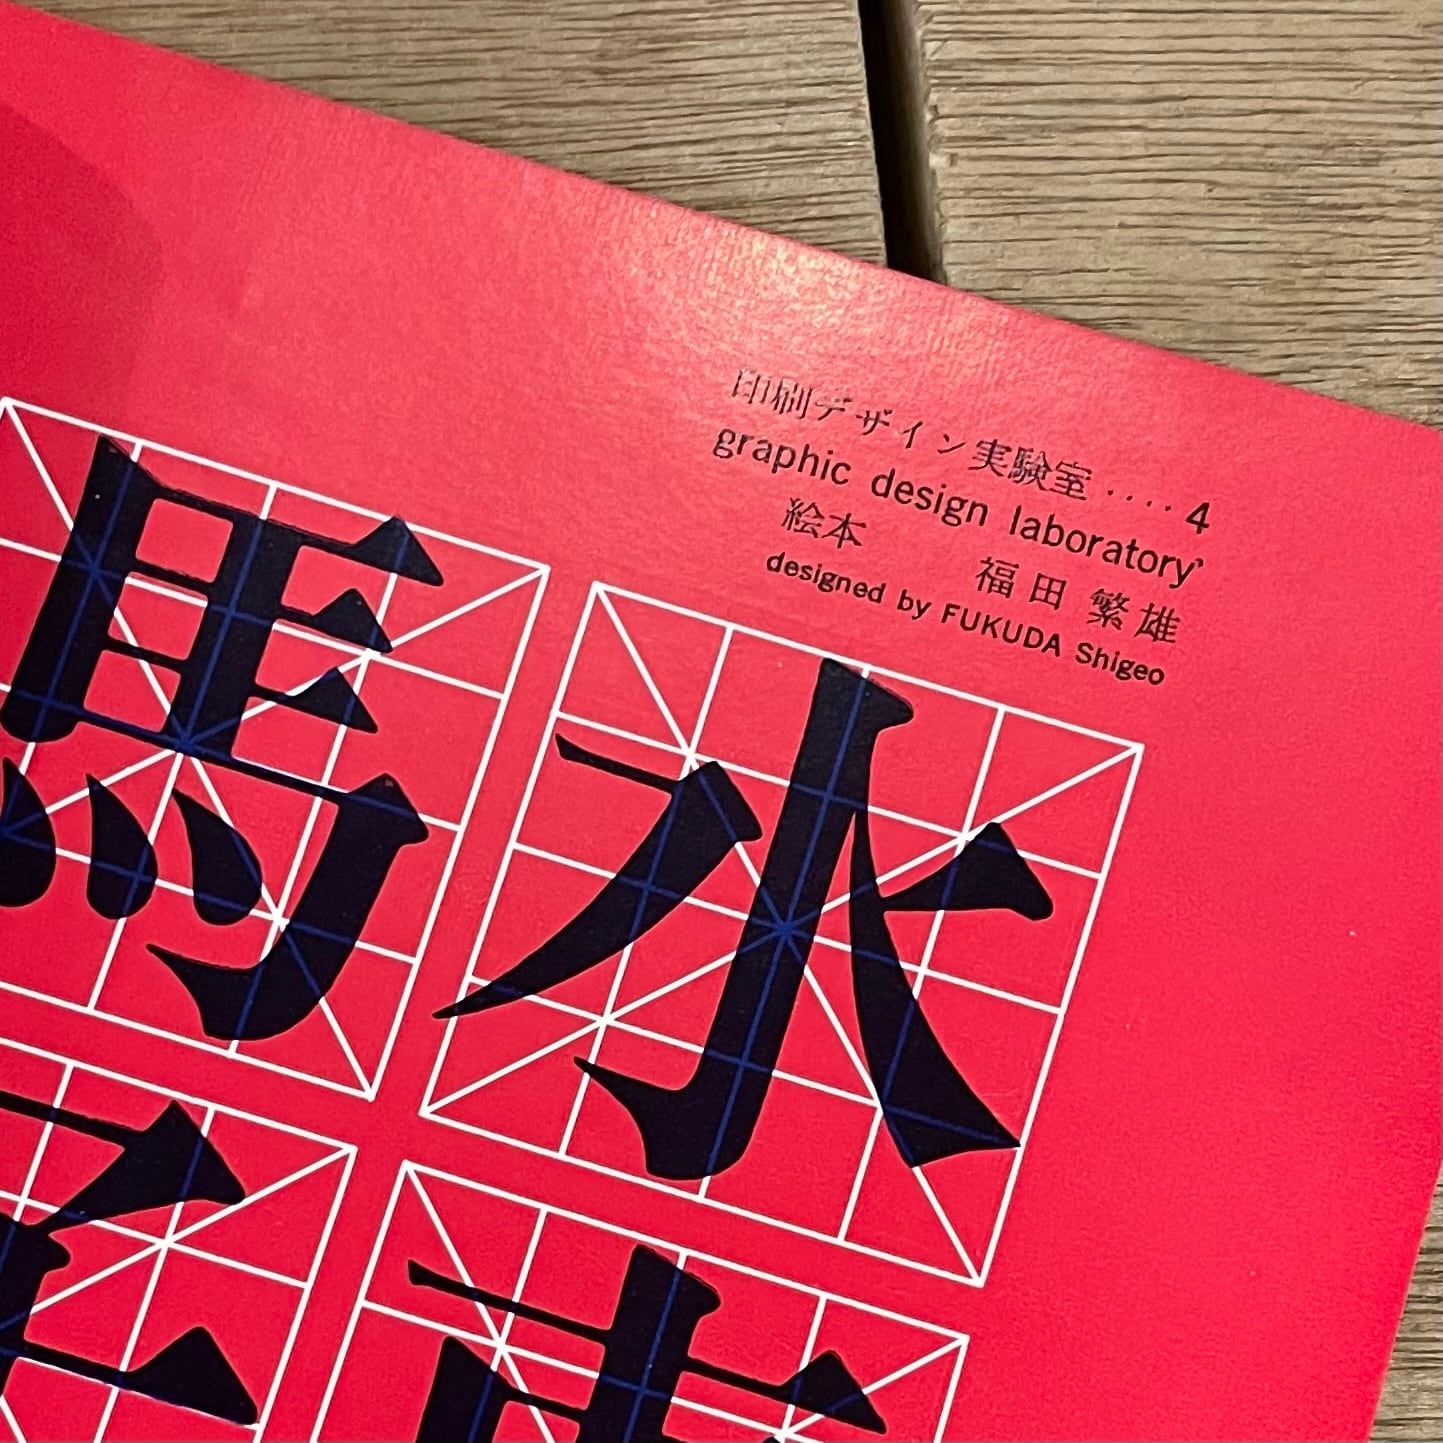 印刷デザイン実験室‥‥4
graphic design laboratory'
絵本 福田繁雄
designed by FUKUDA Shigeo
馬 水